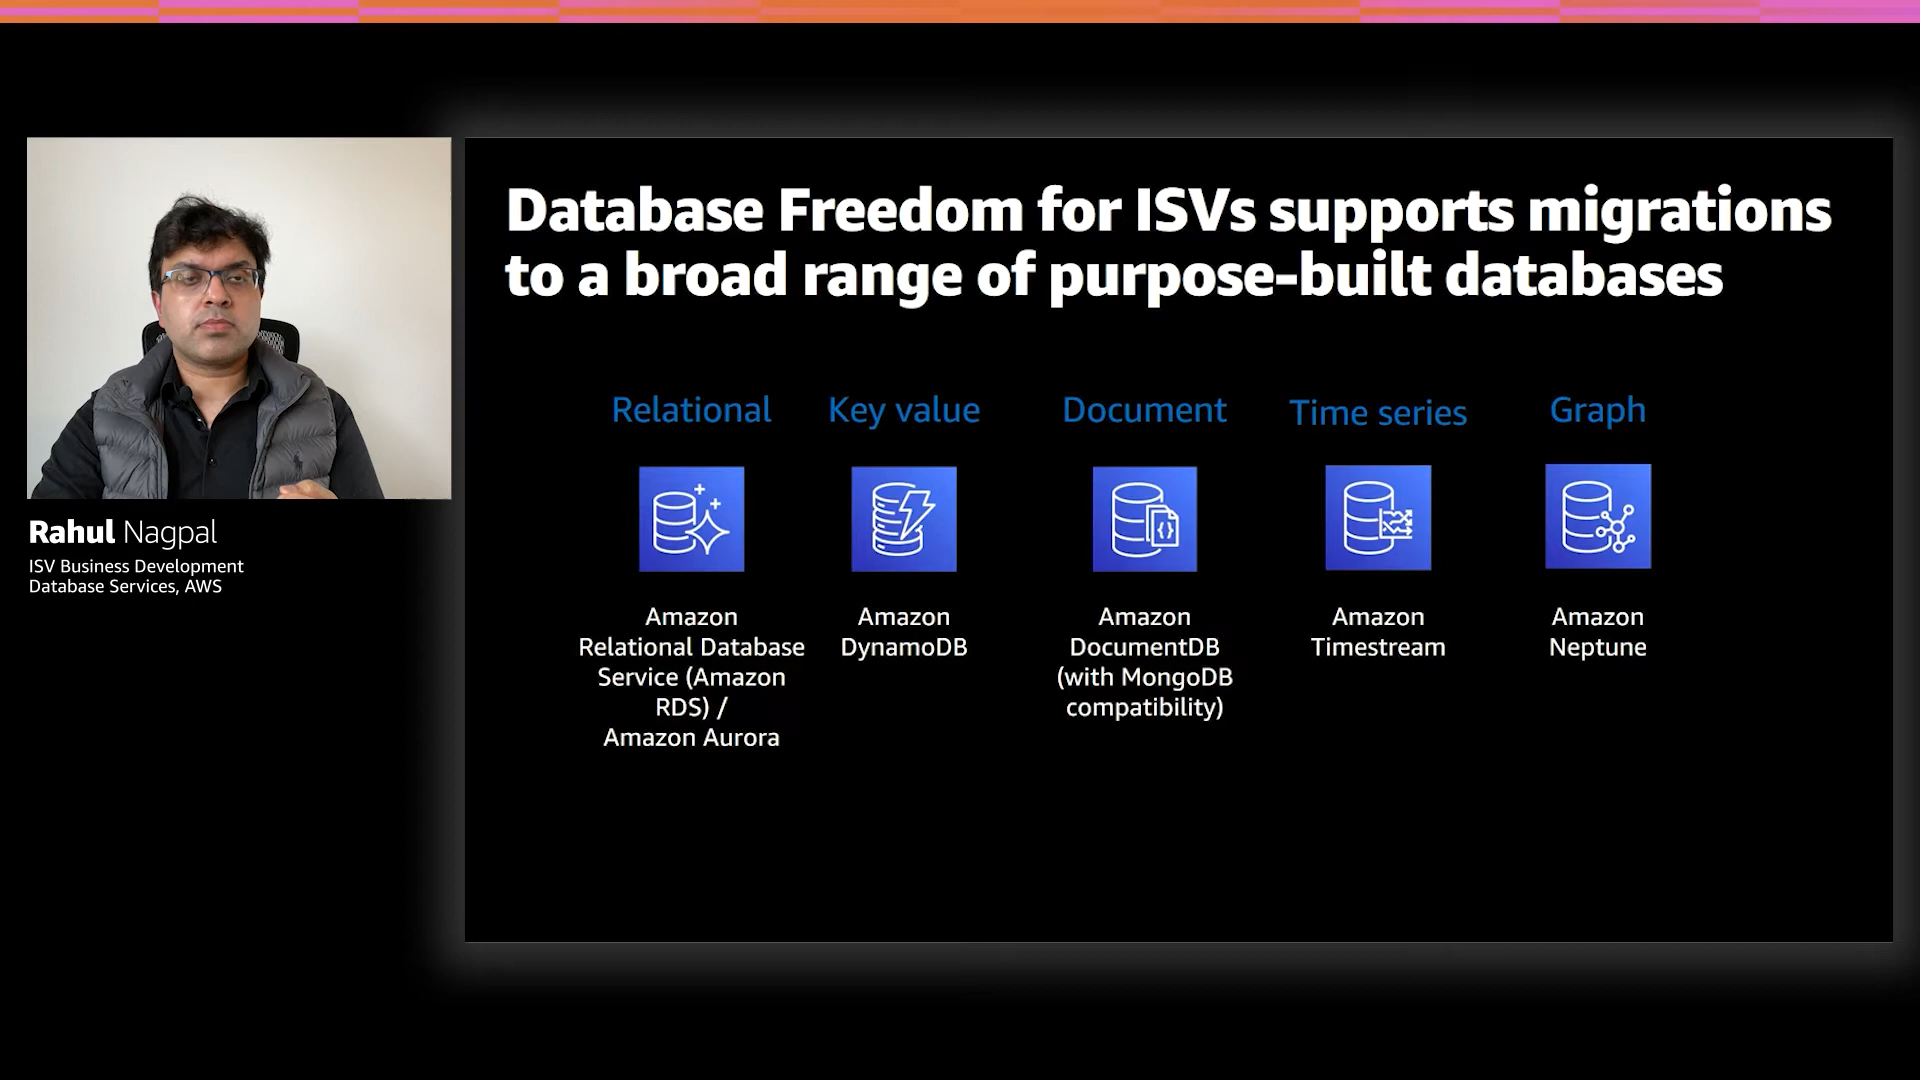 Database Freedom for ISVs supports migrations
to a broad range of purpose-built databases
Relational
Key value
Document
Time series
Graph
Amazon
Relational Database
Service (Amazon
RDS) /
Amazon Aurora
Amazon
DynamoDB
Amazon
DocumentDB
(with MongoDB
compatibility)
Amazon
Timestream
Amazon
Neptune
Rahul Nagpal
ISV Business Development
Database Services, AWS